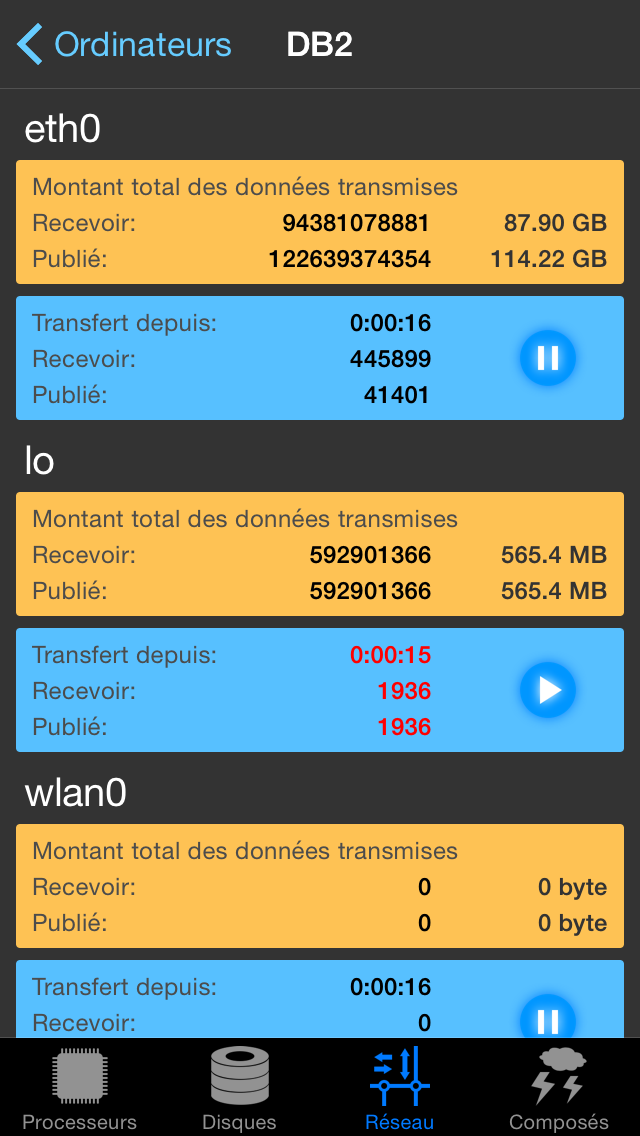 Ordinateurs DB2
eth0
Montant total des données transmises
Recevoir: 94381078881 87.90 GB
Publié: 122639374354 114.22 GB
Transfert depuis: 0:00:16
Recevoir: 445899
Publié: 41401
lo
Montant total des données transmises
Recevoir: 592901366 565.4 MB
Publié: 592901366 565.4 MB
Transfert depuis: 0:00:15
Recevoir: 1936
Publié: 1936
wlan0
Montant total des données transmises
Recevoir: 0 0 byte
Publié: 0 0 byte
Transfert depuis: 0:00:16
Recevoir: 0
Processeurs Disques Réseau Composés